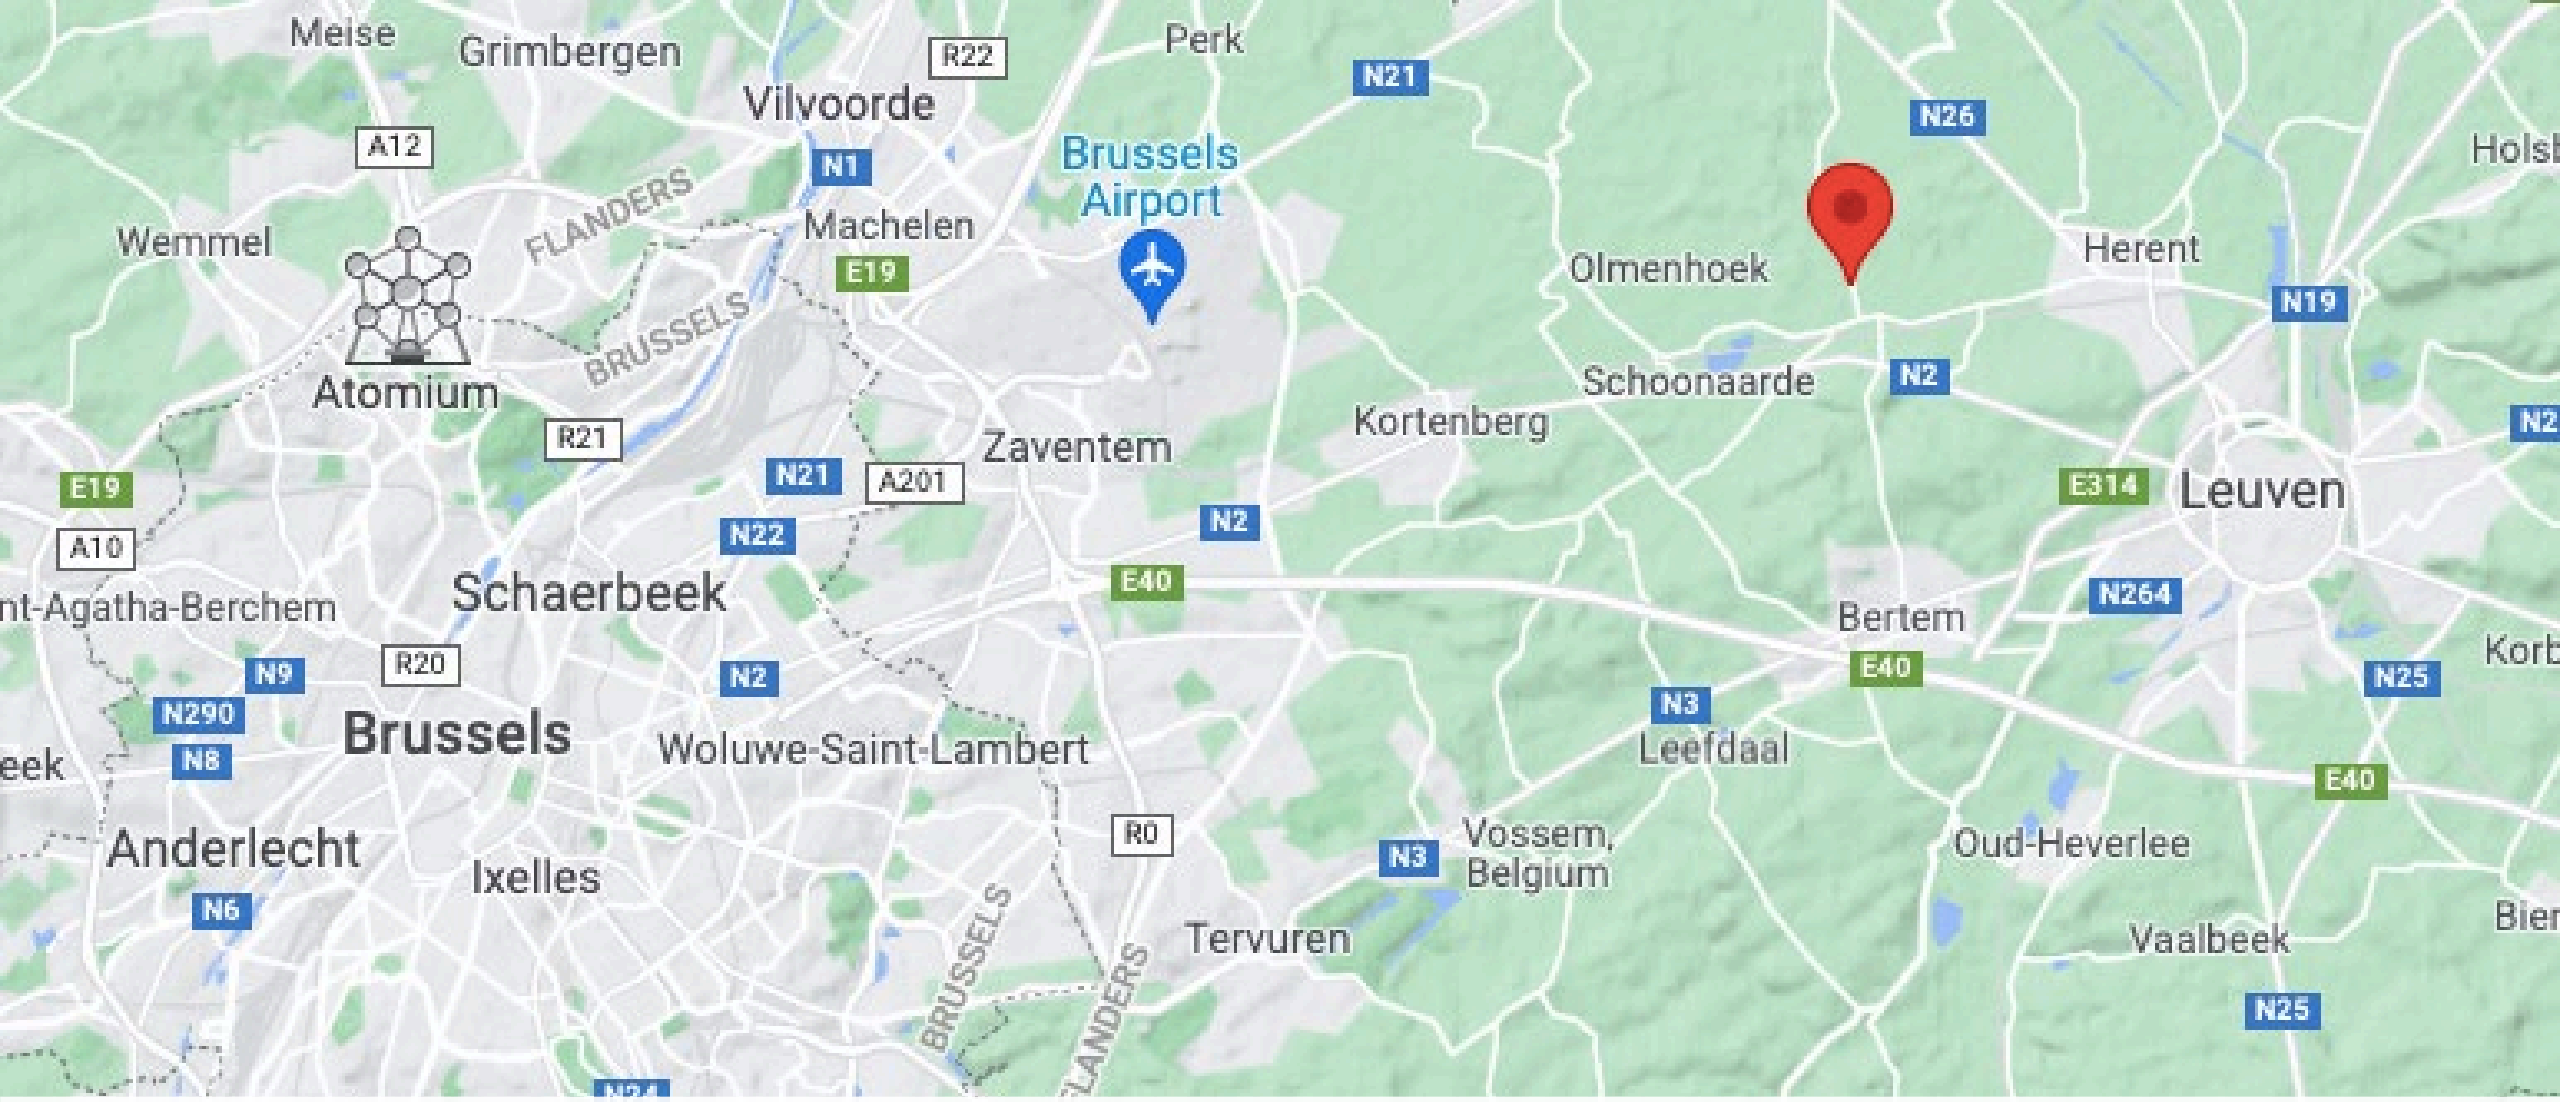 Meise
Grimbergen
R22
Perk
N21
Vilvoorde
A12
N1
Brussels
Airport
N26
FLANDERS
Machelen
Wemmel
E19
Olmenhoek
Herent
N19
BRUSSELS
Atomium
Schoonaarde
N2
Kortenberg
R21
Zaventem
N21
A201
E19
E314
Leuven
N22
N2
A10
Schaerbeek
E40
N264
Bertem
R20
N9
N2
E40
N25
N290
N3
Brussels
Woluwe-Saint-Lambert
Leefdaal
N8
eek
E40
Anderlecht
R0
Vossem,
Belgium
N3
Oud-Heverlee
Ixelles
N6
Tervuren
Vaalbeek
BRUSSELS
FLANDERS
N25
nt-Agatha-Berchem